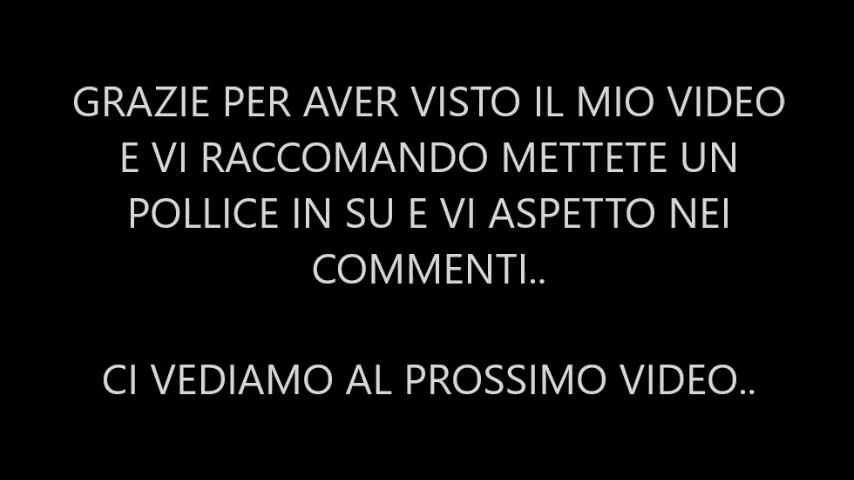 GRAZIE PER AVER VISTO IL MIO VIDEO
E VI RACCOMANDO METTETE UN
POLLICE IN SU E VI ASPETTO NEI
COMMENTI..
CI VEDIAMO AL PROSSIMO VIDEO..